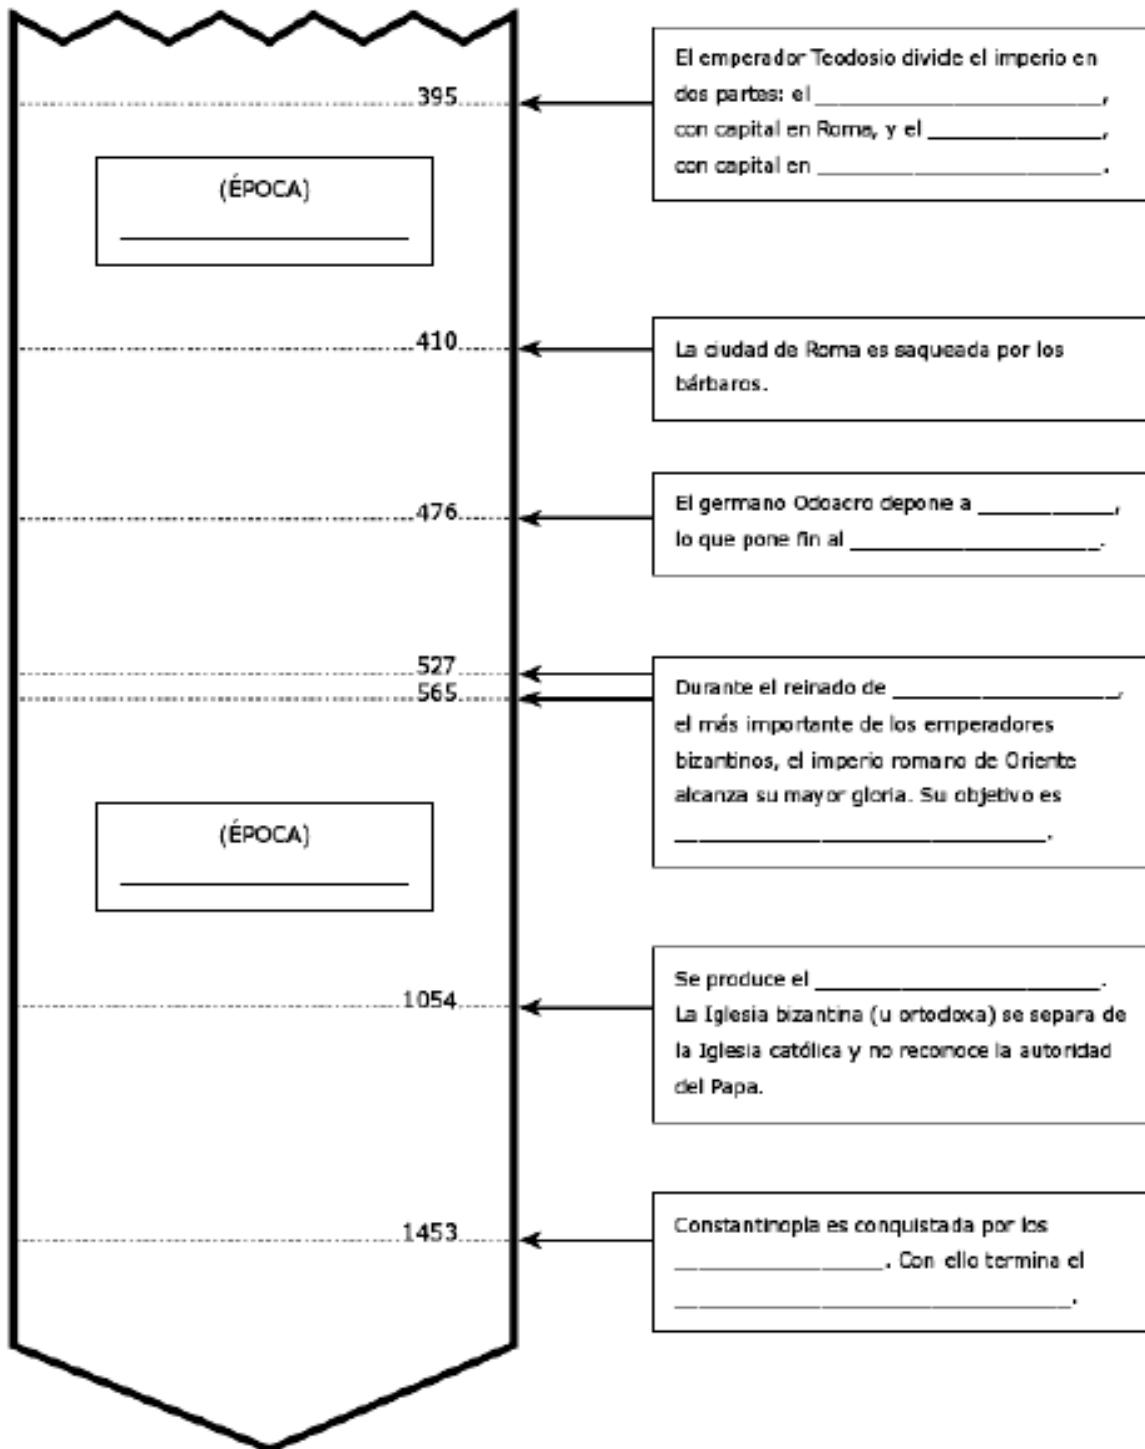 395
El emperador Teodosio divide el imperio en
dos partes: el ____________________,
con capital en Roma, y el ____________,
con capital en ____________________.
(ÉPOCA)
____________________
410
La ciudad de Roma es saqueada por los
bárbaros.
476
El germano Odoacro depone a __________,
lo que pone fin al __________________.
527
565
Durante el reinado de ________________,
el más importante de los emperadores
bizantinos, el imperio romano de Oriente
alcanza su mayor gloria. Su objetivo es
__________________________.
(ÉPOCA)
____________________
1054
Se produce el ____________________.
La Iglesia bizantina (u ortodoxa) se separa de
la Iglesia católica y no reconoce la autoridad
del Papa.
1453
Constantinopla es conquistada por los
_______________. Con ello termina el
____________________________.